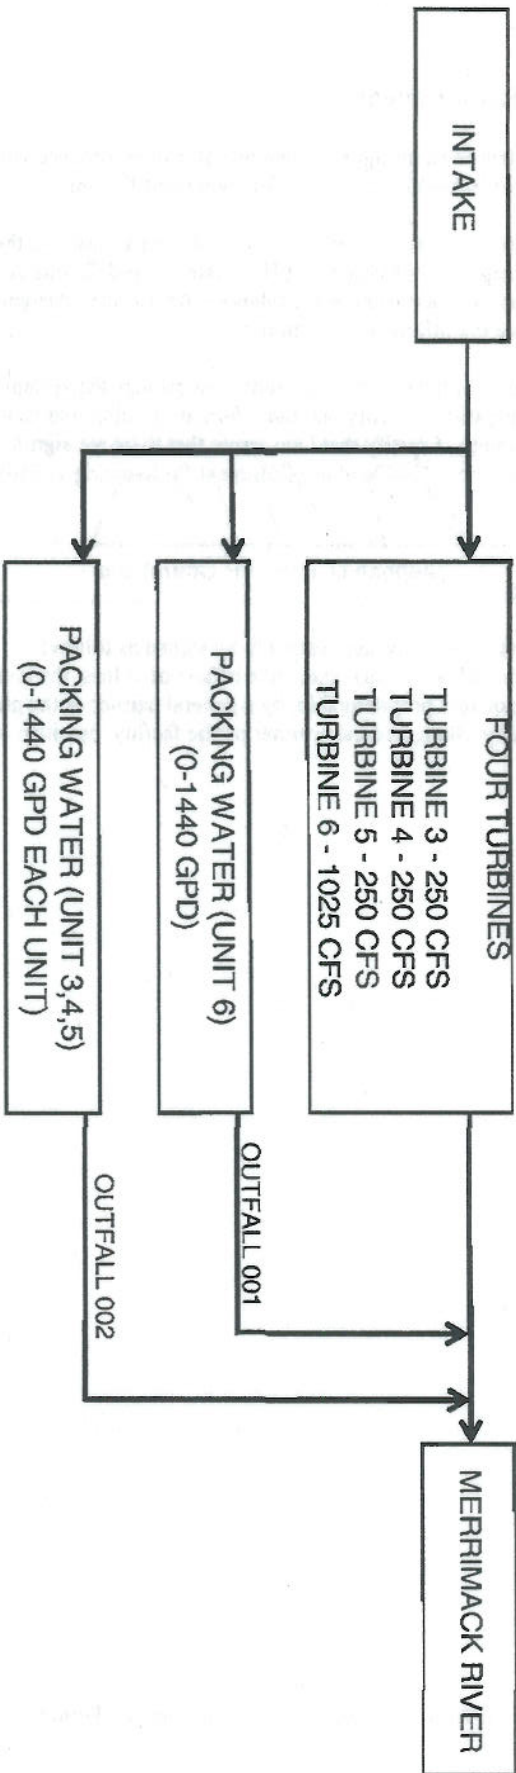 INTAKE
FOUR TURBINES
TURBINE 3 - 250 CFS
TURBINE 4 - 250 CFS
TURBINE 5 - 250 CFS
TURBINE 6 - 1025 CFS
PACKING WATER (UNIT 6)
(0-1440 GPD)
PACKING WATER (UNIT 3,4,5)
(0-1440 GPD EACH UNIT)
OUTFALL 001
OUTFALL 002
MERRIMACK RIVER